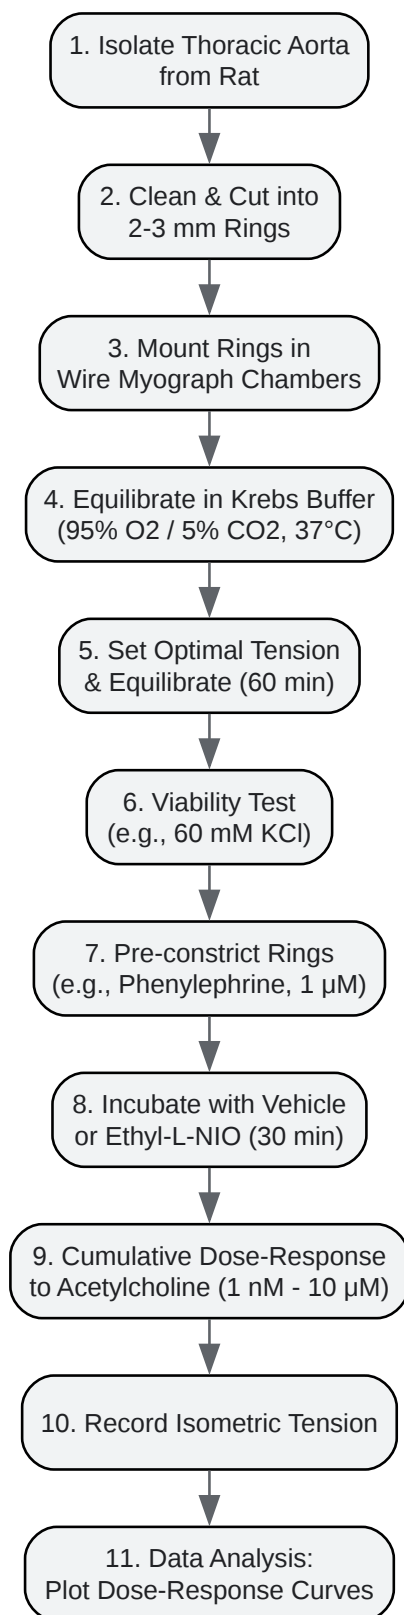 1. Isolate Thoracic Aorta
from Rat
2. Clean & Cut into
2-3 mm Rings
3. Mount Rings in
Wire Myograph Chambers
4. Equilibrate in Krebs Buffer
(95% O2 / 5% CO2, 37°C)
5. Set Optimal Tension
& Equilibrate (60 min)
6. Viability Test
(e.g., 60 mM KCl)
7. Pre-constrict Rings
(e.g., Phenylephrine, 1 μM)
8. Incubate with Vehicle
or Ethyl-L-NIO (30 min)
9. Cumulative Dose-Response
to Acetylcholine (1 nM - 10 μM)
10. Record Isometric Tension
11. Data Analysis:
Plot Dose-Response Curves